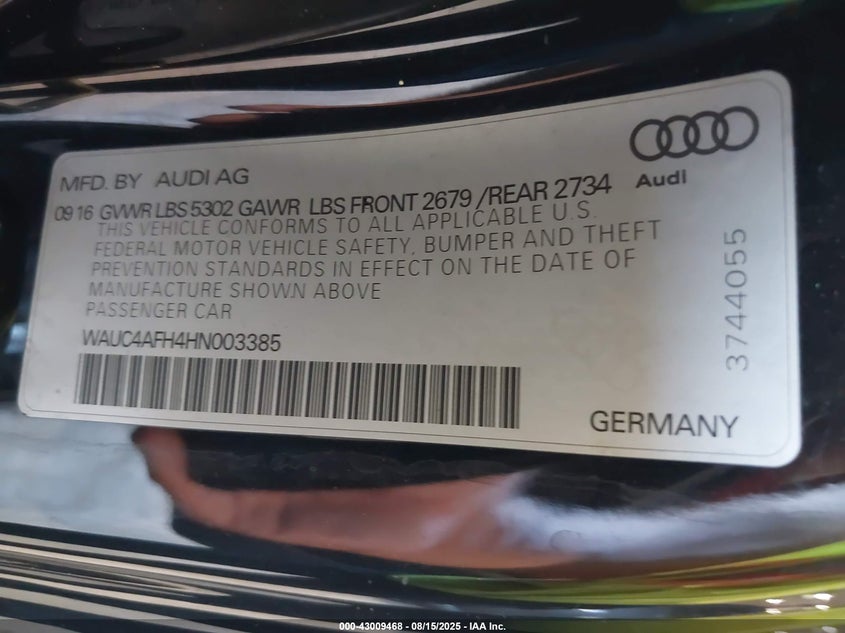 MFD. BY AUDI AG
Audi
09 16 GVWR LBS 5302 GAWR LBS FRONT 2679 /REAR 2734
THIS VEHICLE CONFORMS TO ALL APPLICABLE U.S.
FEDERAL MOTOR VEHICLE SAFETY, BUMPER AND THEFT
PREVENTION STANDARDS IN EFFECT ON THE DATE OF
MANUFACTURE SHOWN ABOVE
PASSENGER CAR
WAUC4AFH4HN003385
3744055
GERMANY
000-43009468 - 08/15/2025 - IAA Inc.